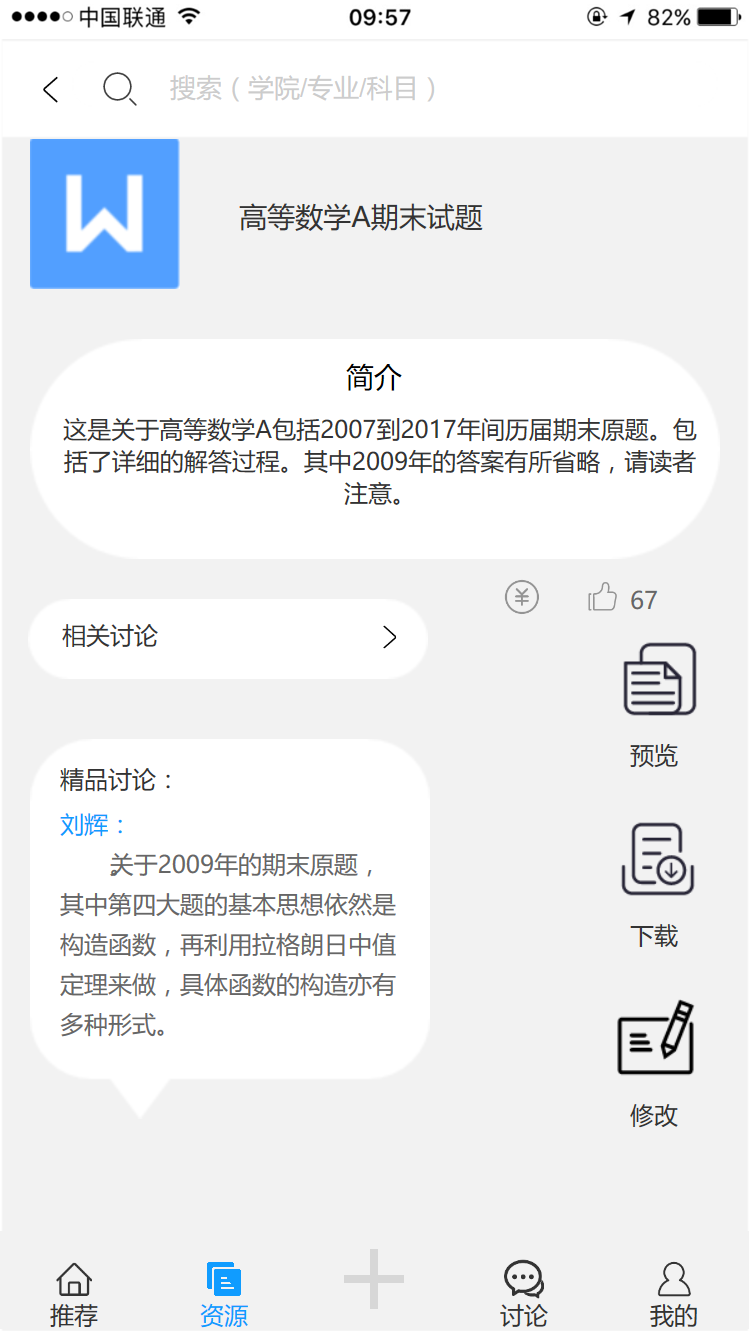 中国联通 09:57 82%
搜索（学院/专业/科目）
W
高等数学A期末试题
简介
这是关于高等数学A包括2007到2017年间历届期末原题。包
括了详细的解答过程。其中2009年的答案有所省略，请读者
注意。
¥ 67
相关讨论
预览
精品讨论：
刘辉：
关于2009年的期末原题，
其中第四大题的基本思想依然是
构造函数，再利用拉格朗日中值
定理来做，具体函数的构造亦有
多种形式。
下载
修改
推荐 资源 讨论 我的